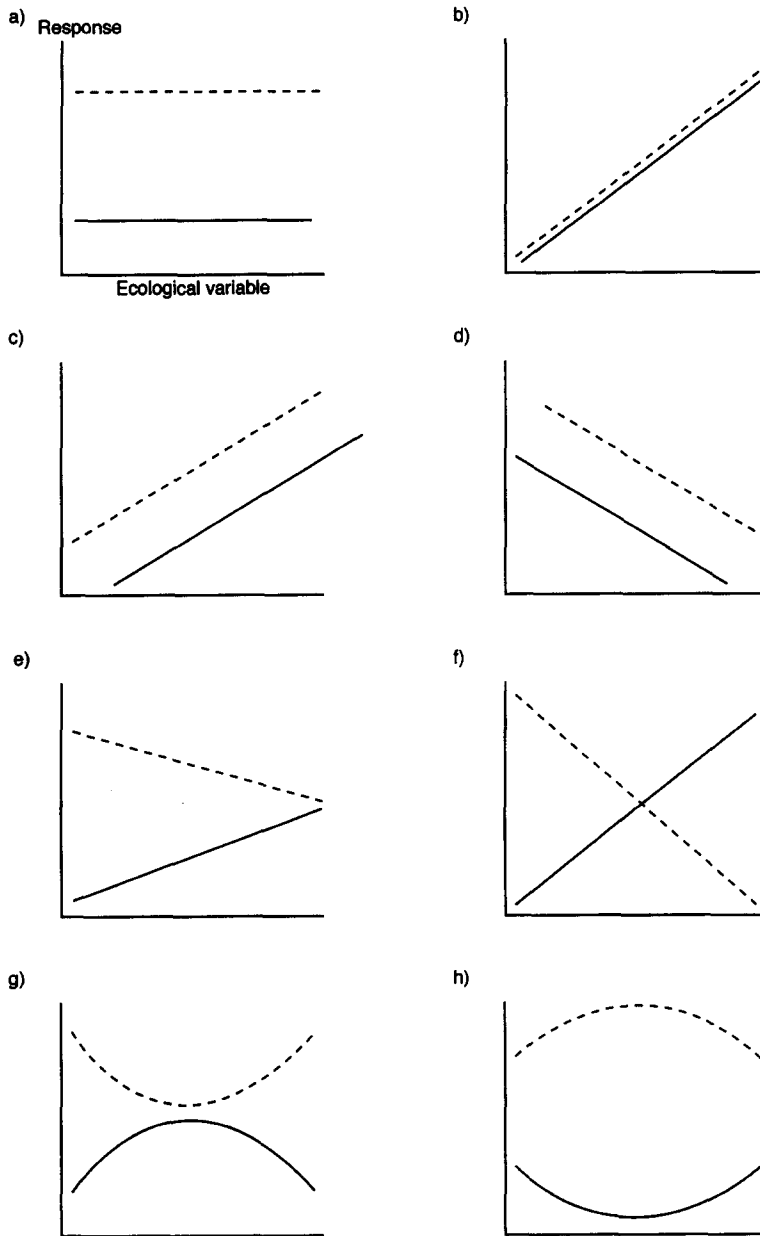 a)
Response
Ecological variable
b)
c)
d)
e)
f)
g)
h)